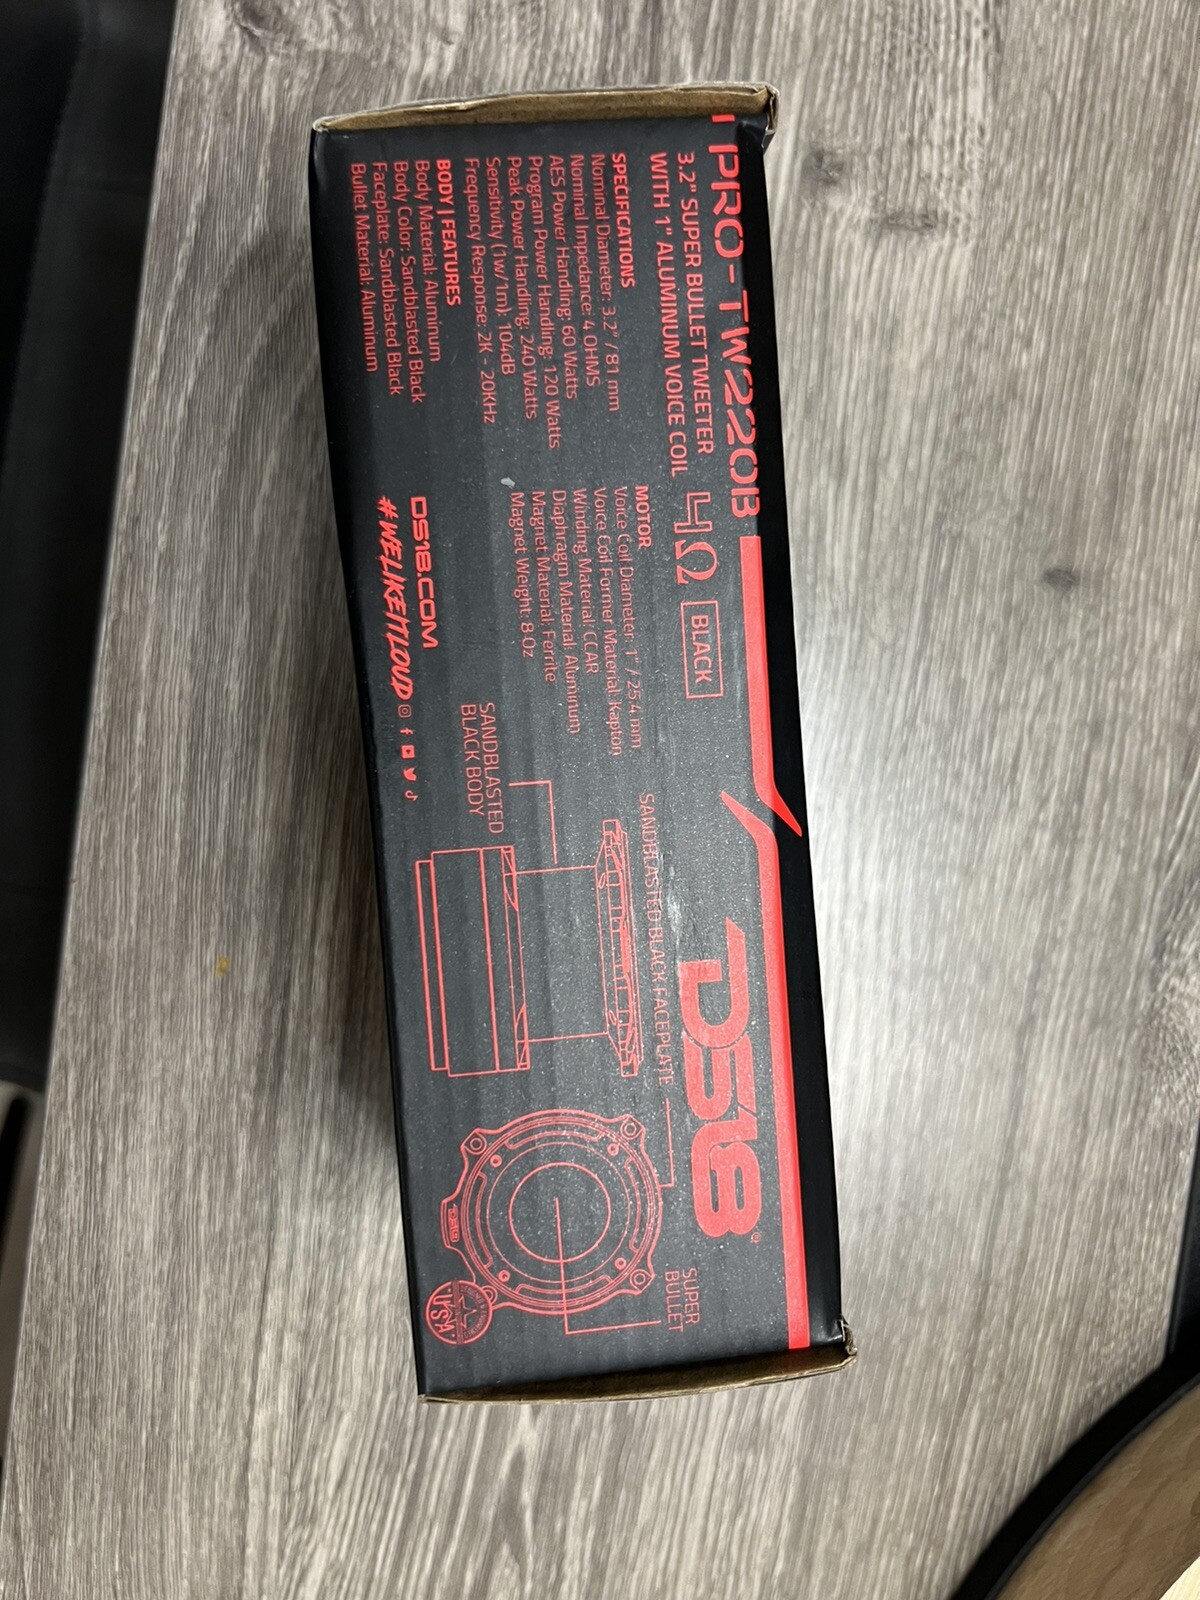 PRO-TW220B
3.2" SUPER BULLET TWEETER
WITH 1" ALUMINUM VOICE COIL
4Ω
BLACK
SPECIFICATIONS
Nominal Diameter: 3.2" / 81 mm
Nominal Impedance: 4 OHMS
AES Power Handling: 60 Watts
Program Power Handling: 120 Watts
Peak Power Handling: 240 Watts
Sensitivity (1w/1m): 104dB
Frequency Response: 2K - 20KHz
BODY | FEATURES
Body Material: Aluminum
Body Color: Sandblasted Black
Faceplate: Sandblasted Black
Bullet Material: Aluminum
MOTOR
Voice Coil Diameter: 1" / 25.4 mm
Voice Coil Former Material: Kapton
Winding Material: CCAR
Diaphragm Material: Aluminum
Magnet Material: Ferrite
Magnet Weight: 8 Oz
DS18.COM
#WELIKEITLOUD
DS18®
SANDBLASTED BLACK FACEPLATE
SANDBLASTED
BLACK BODY
SUPER
BULLET
DS18
USA